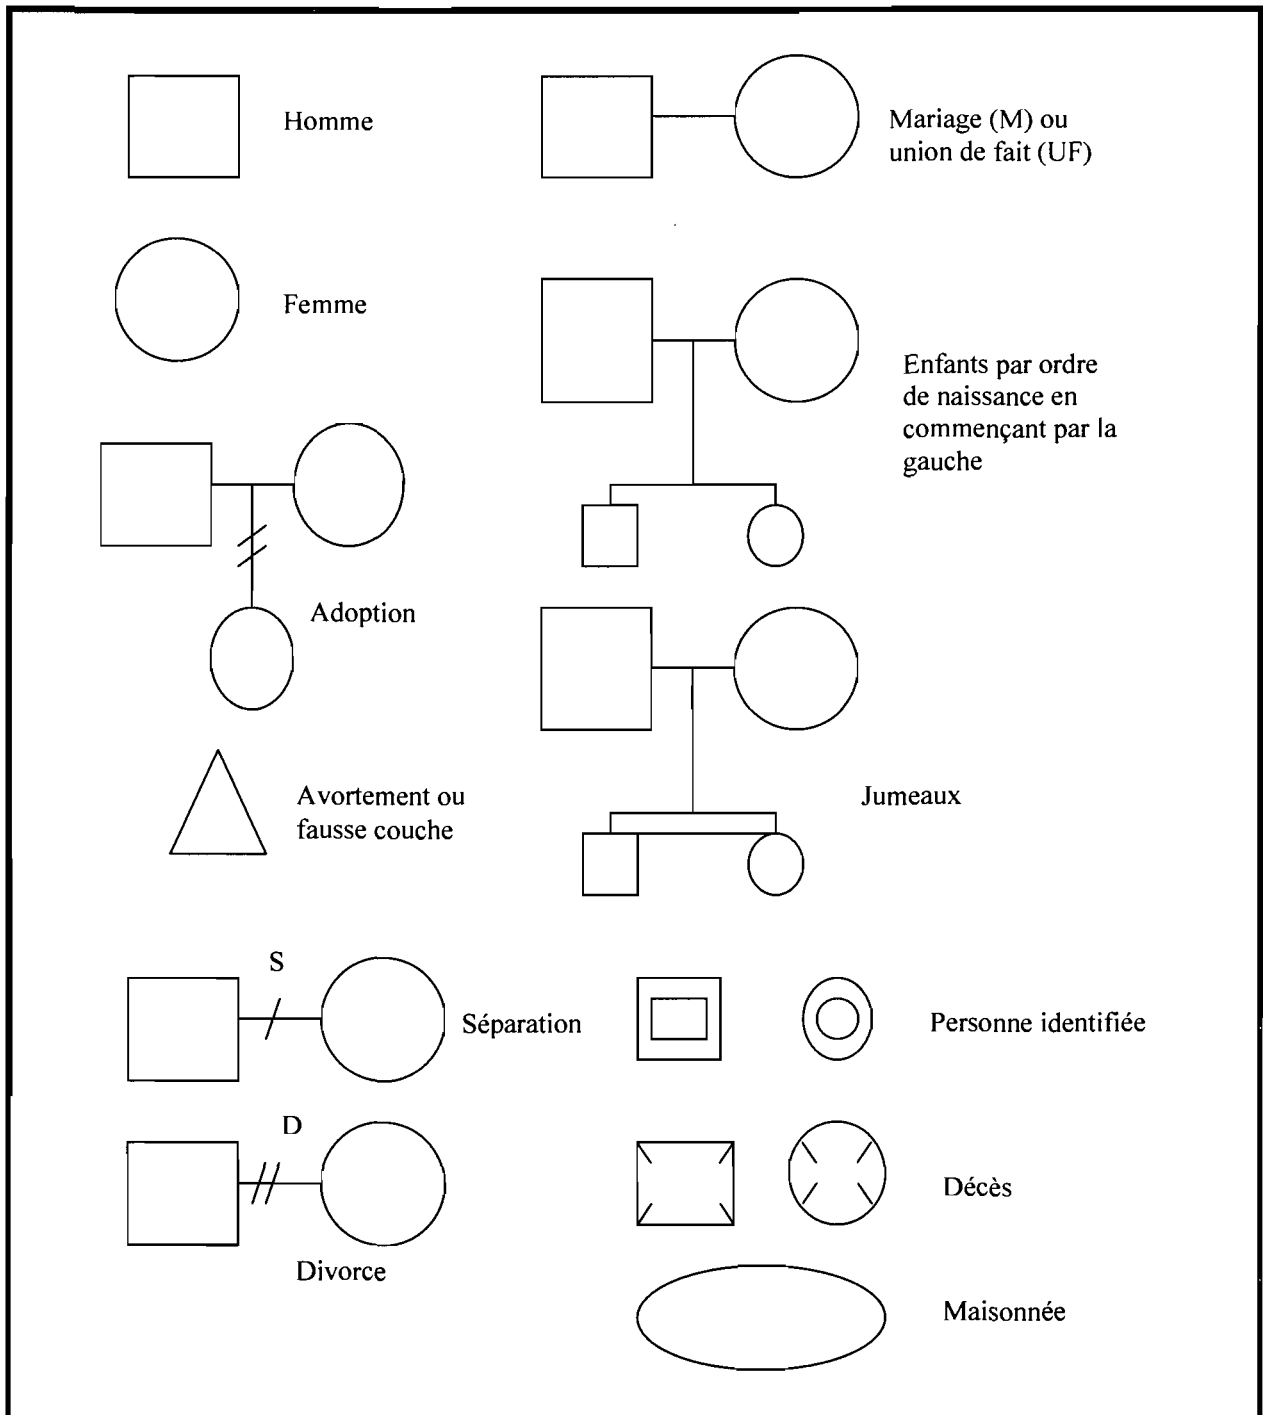 Homme
Mariage (M) ou
union de fait (UF)
Femme
Enfants par ordre
de naissance en
commençant par la
gauche
Adoption
Avortement ou
fausse couche
Jumeaux
S
Séparation
Personne identifiée
D
Divorce
Décès
Maisonnée